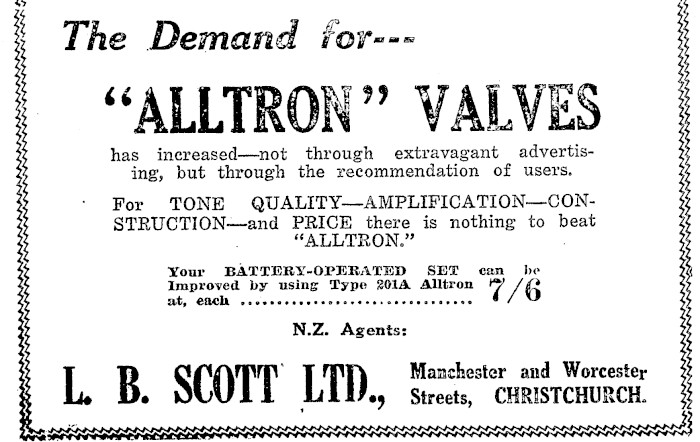 The Demand for---
"ALLTRON" VALVES
has increased—not through extravagant advertis-
ing, but through the recommendation of users.
For TONE QUALITY—AMPLIFICATION—CON-
STRUCTION—and PRICE there is nothing to beat
"ALLTRON."
Your BATTERY-OPERATED SET can be
Improved by using Type 201A Alltron
at, each ................................ 7/6
N.Z. Agents:
L. B. SCOTT LTD., Manchester and Worcester
Streets, CHRISTCHURCH.